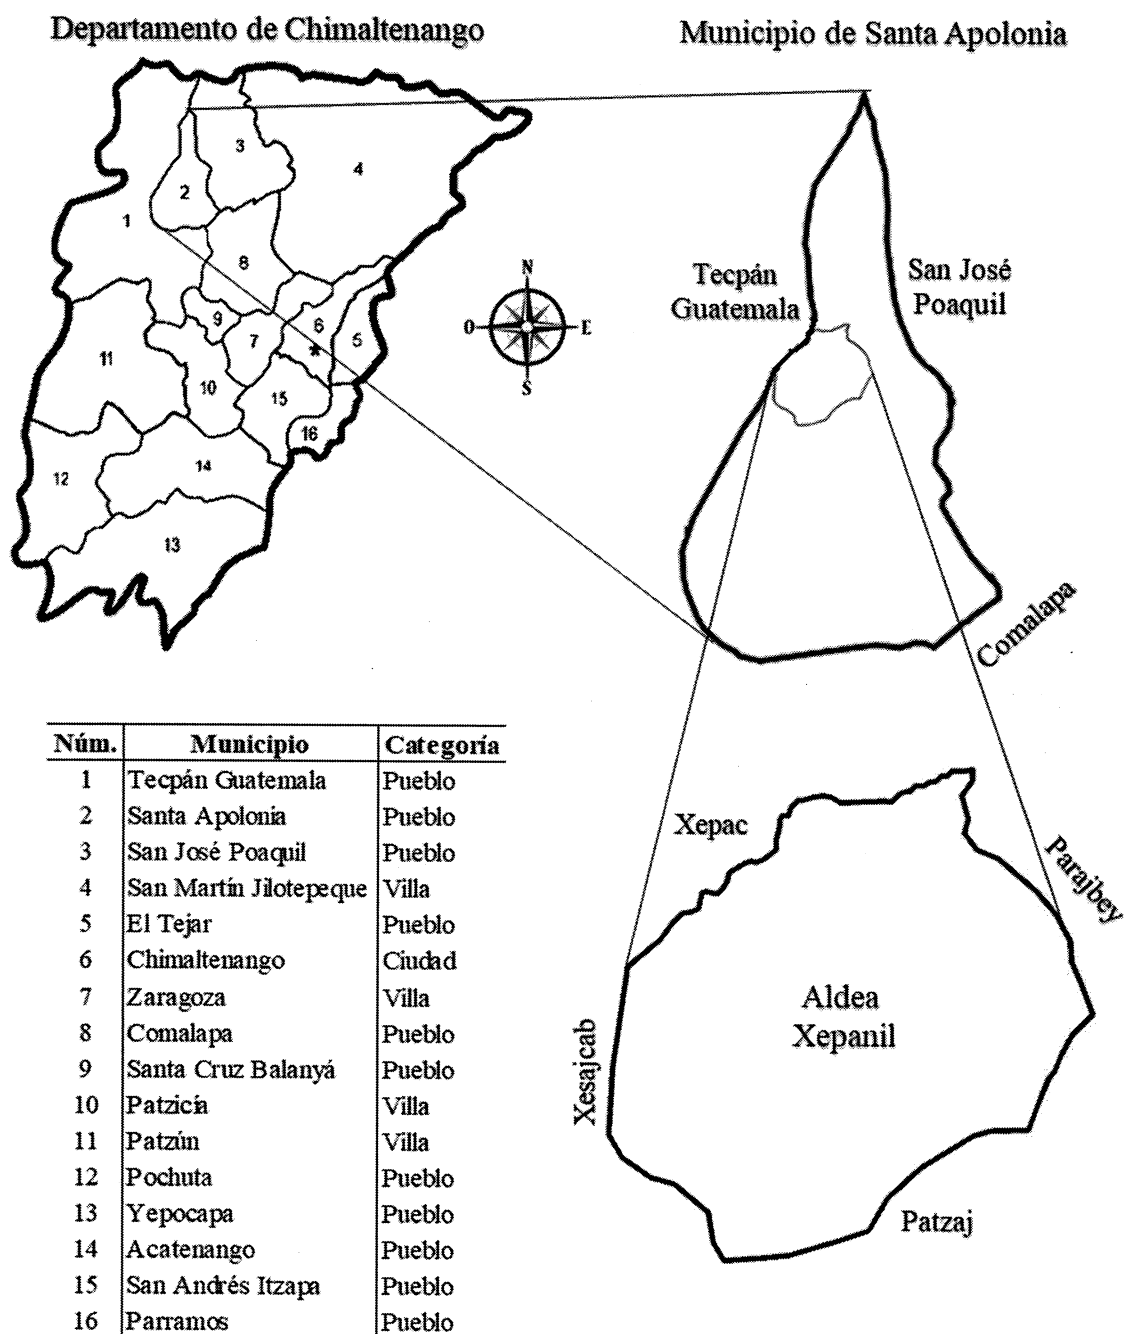 Departamento de Chimaltenango
Municipio de Santa Apolonia
1
2
3
4
8
9
7
6
*
5
11
10
15
16
12
14
13
N
O
E
S
Tecpán
Guatemala
San José
Poaquil
Comalapa
Núm. Municipio Categoría
1 Tecpán Guatemala Pueblo
2 Santa Apolonia Pueblo
3 San José Poaquil Pueblo
4 San Martín Jilotepeque Villa
5 El Tejar Pueblo
6 Chimaltenango Ciudad
7 Zaragoza Villa
8 Comalapa Pueblo
9 Santa Cruz Balanyá Pueblo
10 Patzicía Villa
11 Patzún Villa
12 Pochuta Pueblo
13 Yepocapa Pueblo
14 Acatenango Pueblo
15 San Andrés Itzapa Pueblo
16 Parramos Pueblo
Xepac
Parajbey
Aldea
Xepanil
Xesajcab
Patzaj